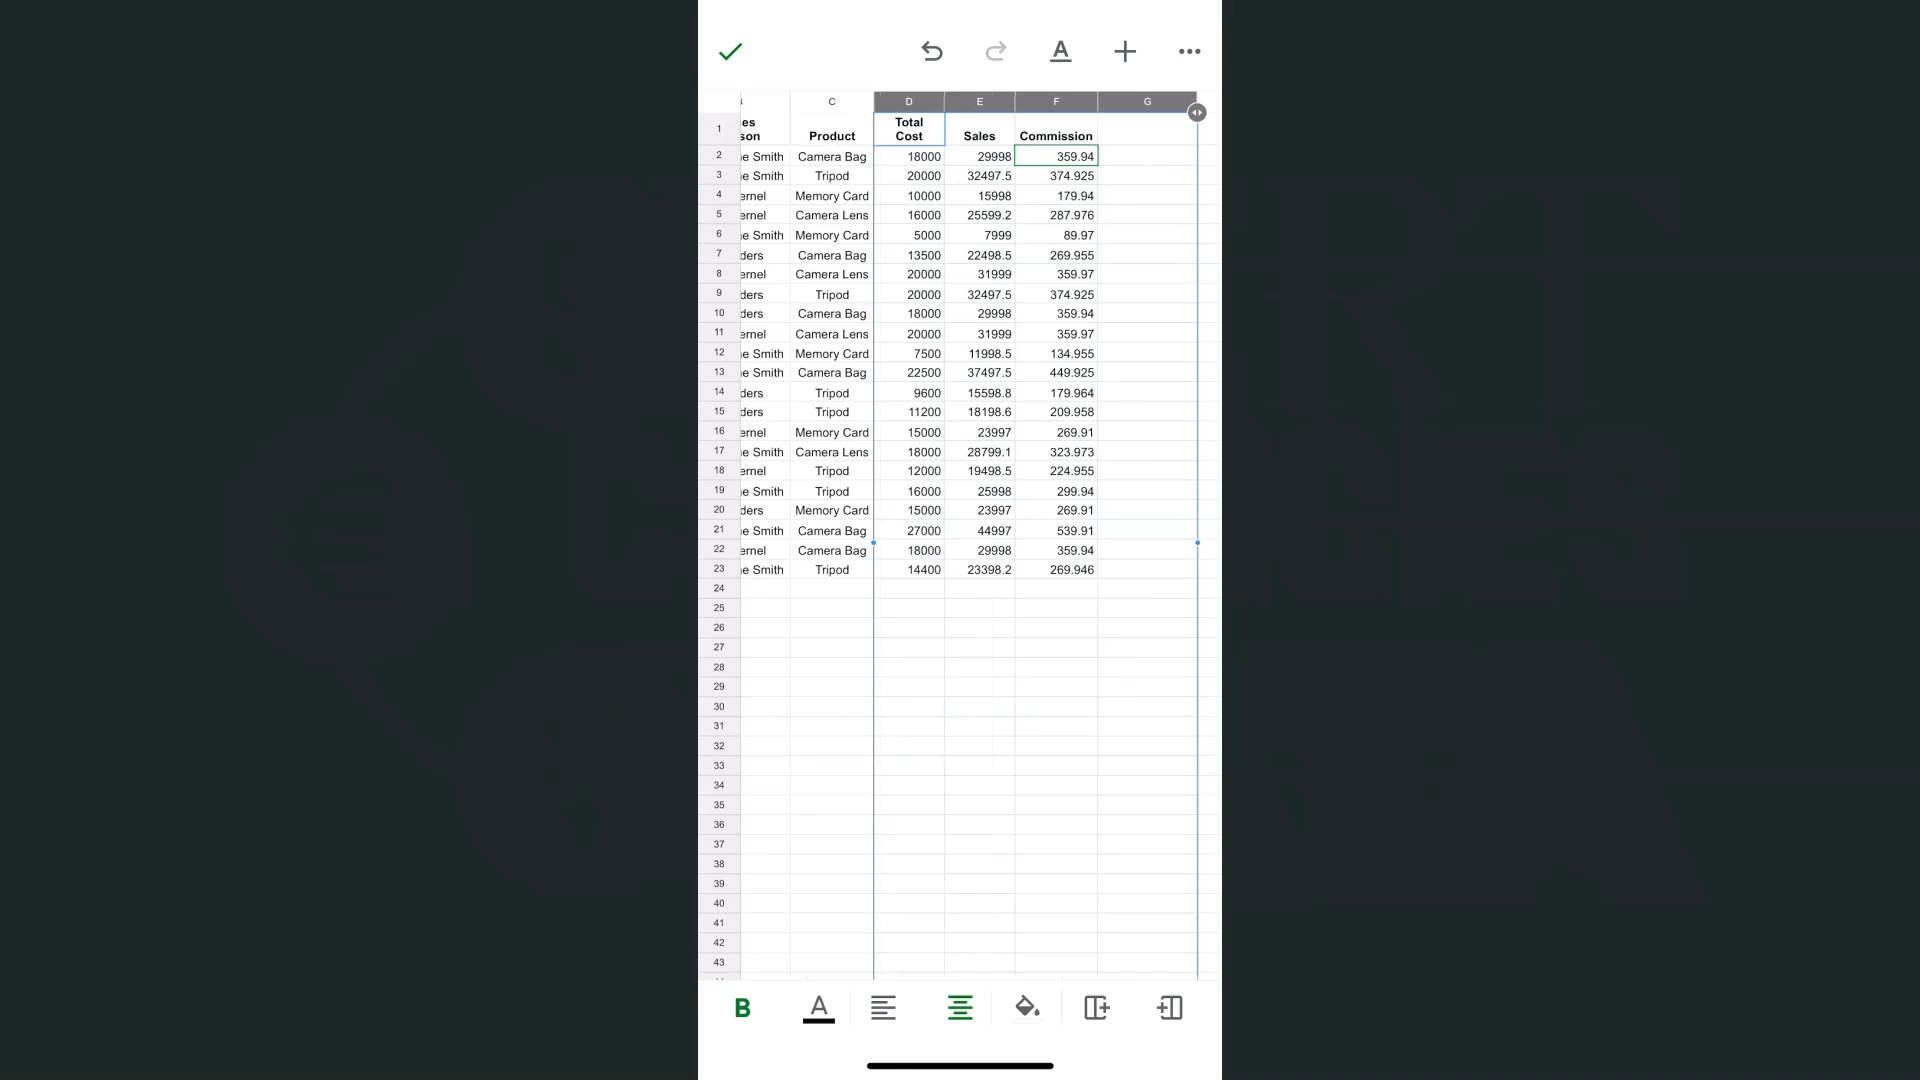 A
C D E F G
1 es
son Product Total
Cost Sales Commission
2 e Smith Camera Bag 18000 29998 359.94
3 e Smith Tripod 20000 32497.5 374.925
4 ernel Memory Card 10000 15998 179.94
5 ernel Camera Lens 16000 25599.2 287.976
6 e Smith Memory Card 5000 7999 89.97
7 ders Camera Bag 13500 22498.5 269.955
8 ernel Camera Lens 20000 31999 359.97
9 ders Tripod 20000 32497.5 374.925
10 ders Camera Bag 18000 29998 359.94
11 ernel Camera Lens 20000 31999 359.97
12 e Smith Memory Card 7500 11998.5 134.955
13 e Smith Camera Bag 22500 37497.5 449.925
14 ders Tripod 9600 15598.8 179.964
15 ders Tripod 11200 18198.6 209.958
16 ernel Memory Card 15000 23997 269.91
17 e Smith Camera Lens 18000 28799.1 323.973
18 ernel Tripod 12000 19498.5 224.955
19 e Smith Tripod 16000 25998 299.94
20 ders Memory Card 15000 23997 269.91
21 e Smith Camera Bag 27000 44997 539.91
22 ernel Camera Bag 18000 29998 359.94
23 e Smith Tripod 14400 23398.2 269.946
24
25
26
27
28
29
30
31
32
33
34
35
36
37
38
39
40
41
42
43
B A